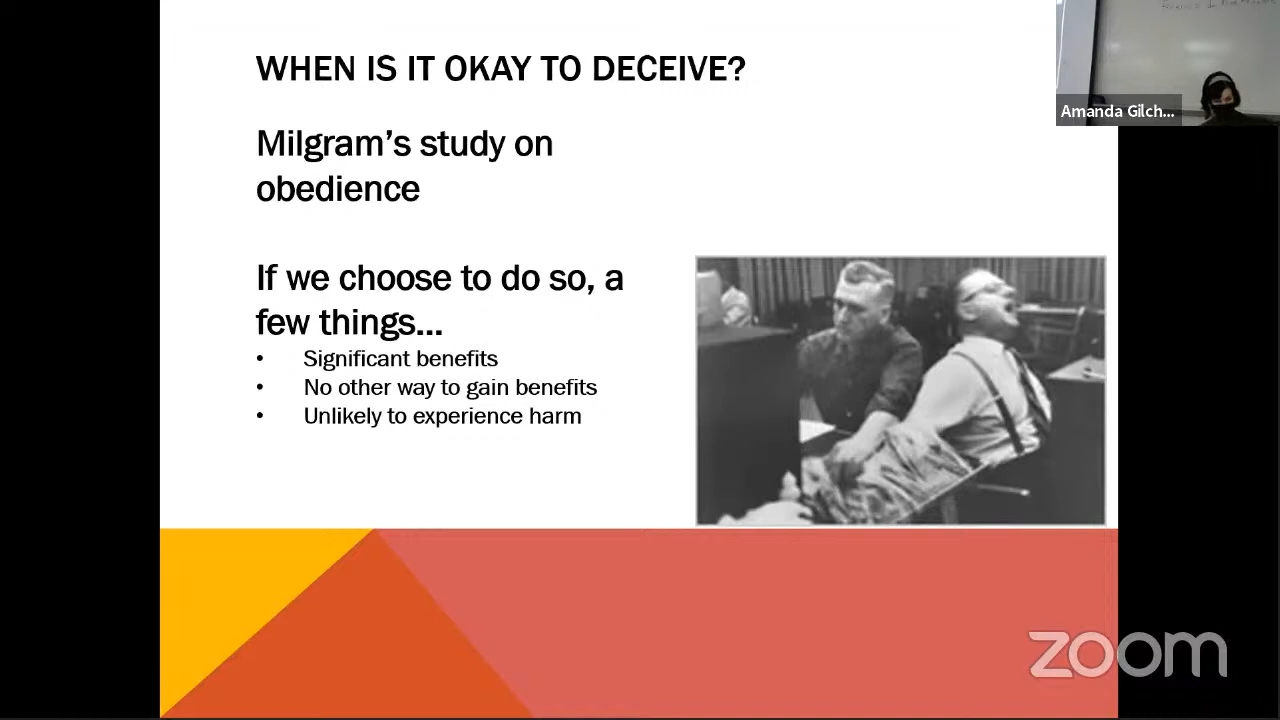 WHEN IS IT OKAY TO DECEIVE?
Milgram's study on
obedience
If we choose to do so, a
few things...
• Significant benefits
• No other way to gain benefits
• Unlikely to experience harm
Amanda Gilch...
zoom